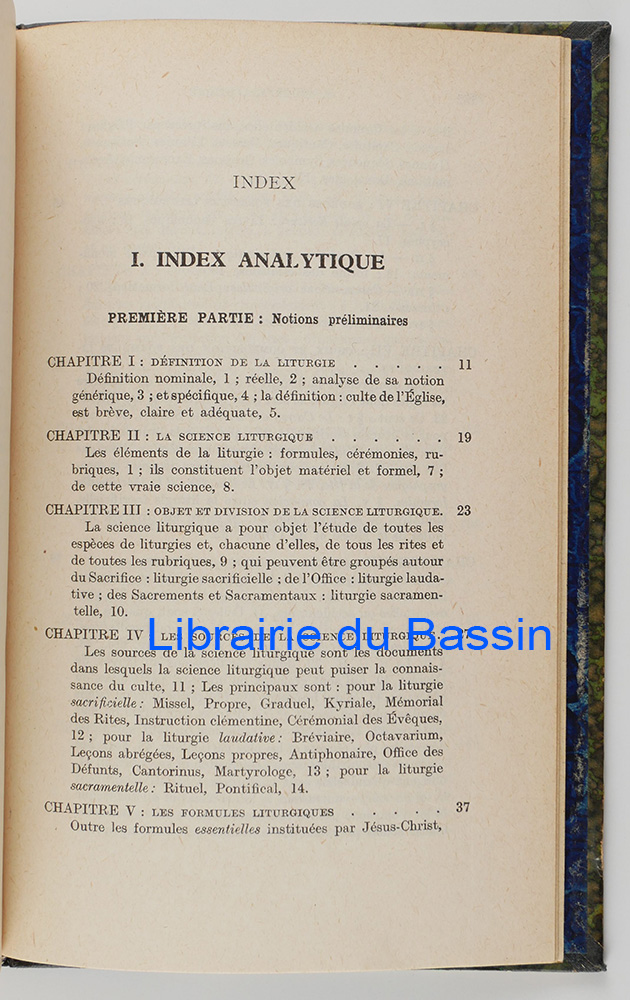 INDEX
I. INDEX ANALYTIQUE
PREMIÈRE PARTIE : Notions préliminaires
CHAPITRE I : DÉFINITION DE LA LITURGIE . . . . . 11
Définition nominale, 1 ; réelle, 2 ; analyse de sa notion
générique, 3 ; et spécifique, 4 ; la définition : culte de l'Église,
est brève, claire et adéquate, 5.
CHAPITRE II : LA SCIENCE LITURGIQUE . . . . . . 19
Les éléments de la liturgie : formules, cérémonies, ru-
briques, 1 ; ils constituent l'objet matériel et formel, 7 ;
de cette vraie science, 8.
CHAPITRE III : OBJET ET DIVISION DE LA SCIENCE LITURGIQUE. 23
La science liturgique a pour objet l'étude de toutes les
espèces de liturgies et, chacune d'elles, de tous les rites et
de toutes les rubriques, 9 ; qui peuvent être groupés autour
du Sacrifice : liturgie sacrificielle ; de l'Office : liturgie lauda-
tive ; des Sacrements et Sacramentaux : liturgie sacramen-
telle, 10.
CHAPITRE IV : LES SOURCES DE LA SCIENCE LITURGIQUE. 27
Librairie du Bassin
Les sources de la science liturgique sont les documents
dans lesquels la science liturgique peut puiser la connais-
sance du culte, 11 ; Les principaux sont : pour la liturgie
sacrificielle : Missel, Propre, Graduel, Kyriale, Mémorial
des Rites, Instruction clémentine, Cérémonial des Évêques,
12 ; pour la liturgie laudative : Bréviaire, Octavarium,
Leçons abrégées, Leçons propres, Antiphonaire, Office des
Défunts, Cantorinus, Martyrologe, 13 ; pour la liturgie
sacramentelle : Rituel, Pontifical, 14.
CHAPITRE V : LES FORMULES LITURGIQUES . . . . . 37
Outre les formules essentielles instituées par Jésus-Christ,